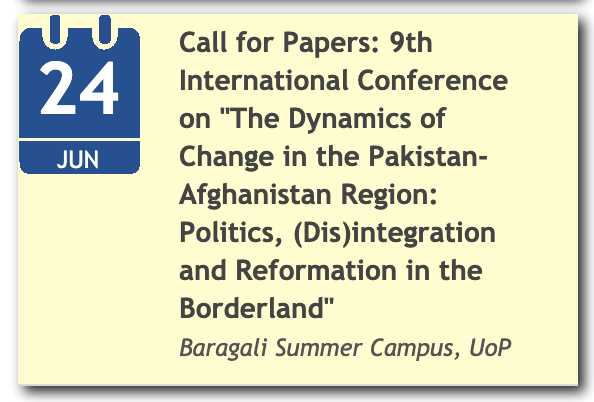 24
JUN
Call for Papers: 9th
International Conference
on "The Dynamics of
Change in the Pakistan-
Afghanistan Region:
Politics, (Dis)integration
and Reformation in the
Borderland"
Baragali Summer Campus, UoP